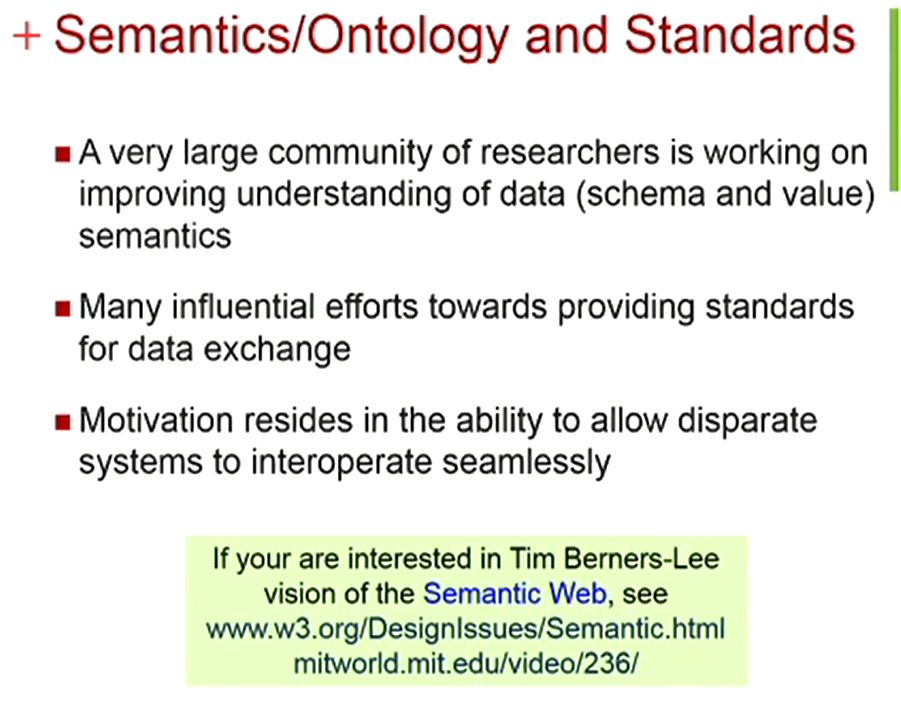 + Semantics/Ontology and Standards
■ A very large community of researchers is working on
improving understanding of data (schema and value)
semantics
■ Many influential efforts towards providing standards
for data exchange
■ Motivation resides in the ability to allow disparate
systems to interoperate seamlessly
If your are interested in Tim Berners-Lee
vision of the Semantic Web, see
www.w3.org/DesignIssues/Semantic.html
mitworld.mit.edu/video/236/